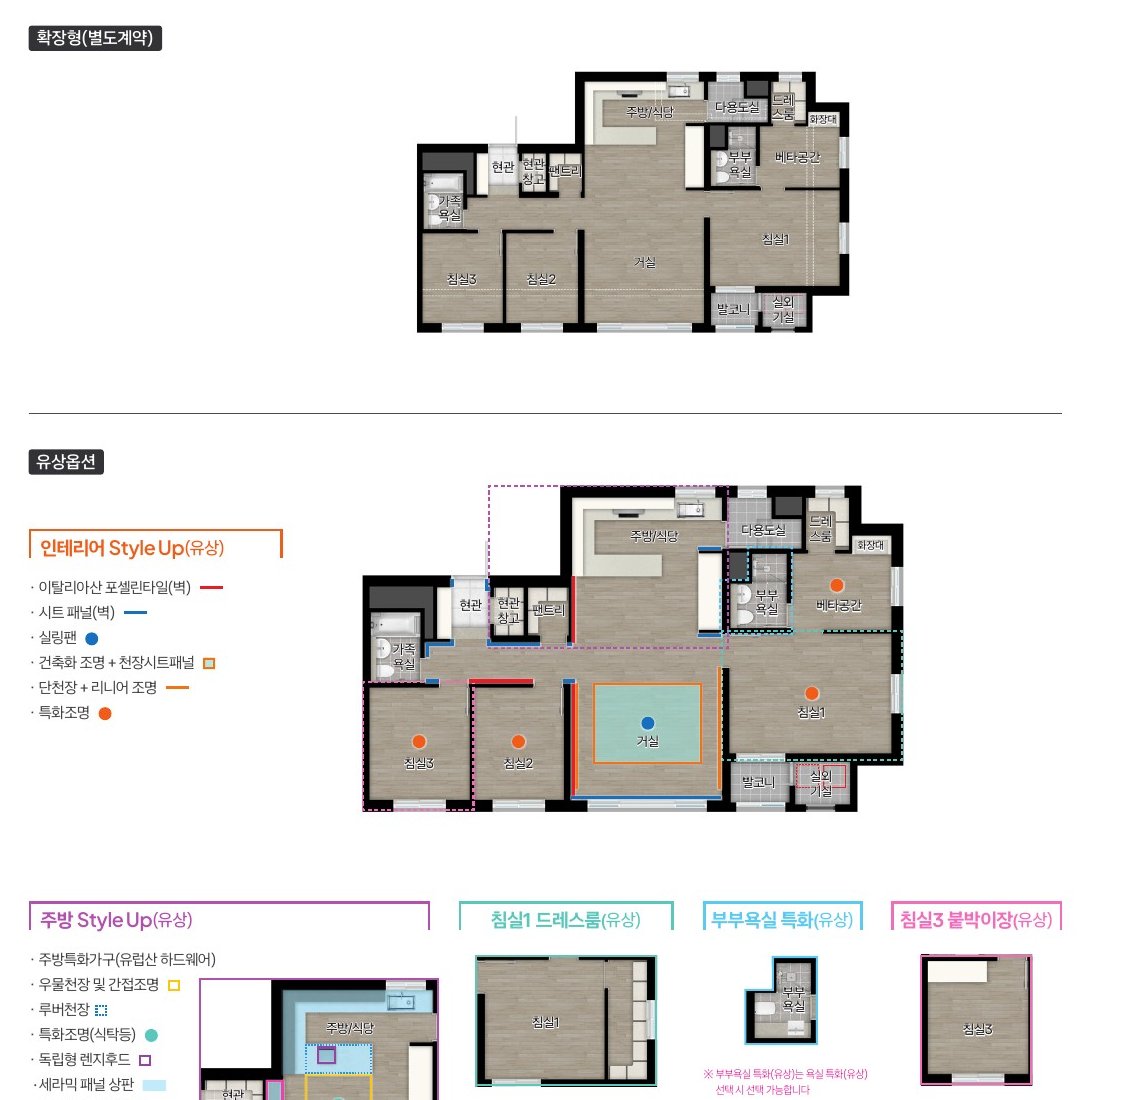 확장형(별도계약)
주방/식당
다용도실
드레
스룸
화장대
현관
현관
창고
팬트리
부부
욕실
베타공간
가족
욕실
침실1
거실
침실3
침실2
발코니
실외
기실
유상옵션
인테리어 Style Up(유상)
· 이탈리아산 포셀린타일(벽)
· 시트 패널(벽)
· 실링팬
· 건축화 조명 + 천장시트패널
· 단천장 + 리니어 조명
· 특화조명
주방/식당
다용도실
드레
스룸
화장대
현관
현관
창고
팬트리
부부
욕실
베타공간
가족
욕실
침실1
거실
침실3
침실2
발코니
실외
기실
주방 Style Up(유상)
· 주방특화가구(유럽산 하드웨어)
· 우물천장 및 간접조명
· 루버천장
· 특화조명(식탁등)
· 독립형 렌지후드
· 세라믹 패널 상판
주방/식당
현관
침실1 드레스룸(유상)
침실1
부부욕실 특화(유상)
부부
욕실
※ 부부욕실 특화(유상)는 욕실 특화(유상)
선택 시 선택 가능합니다
침실3 붙박이장(유상)
침실3